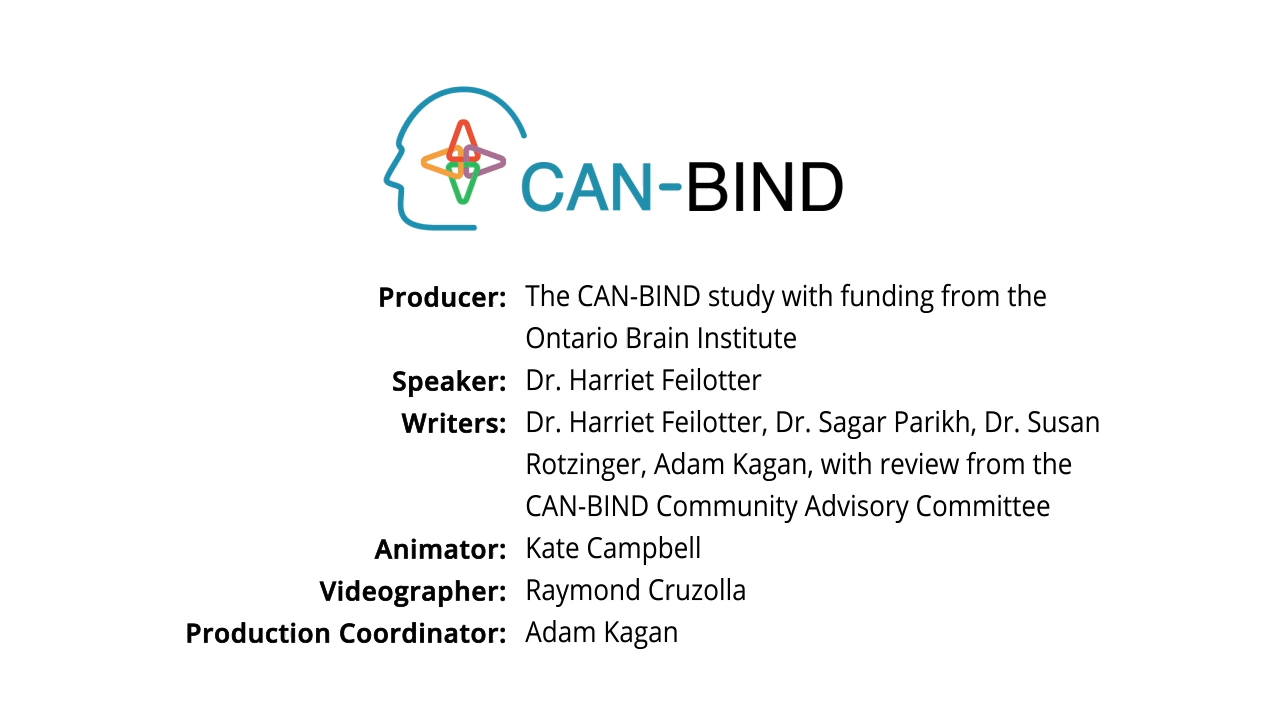 CAN-BIND
Producer: The CAN-BIND study with funding from the
Ontario Brain Institute
Speaker: Dr. Harriet Feilotter
Writers: Dr. Harriet Feilotter, Dr. Sagar Parikh, Dr. Susan
Rotzinger, Adam Kagan, with review from the
CAN-BIND Community Advisory Committee
Animator: Kate Campbell
Videographer: Raymond Cruzolla
Production Coordinator: Adam Kagan